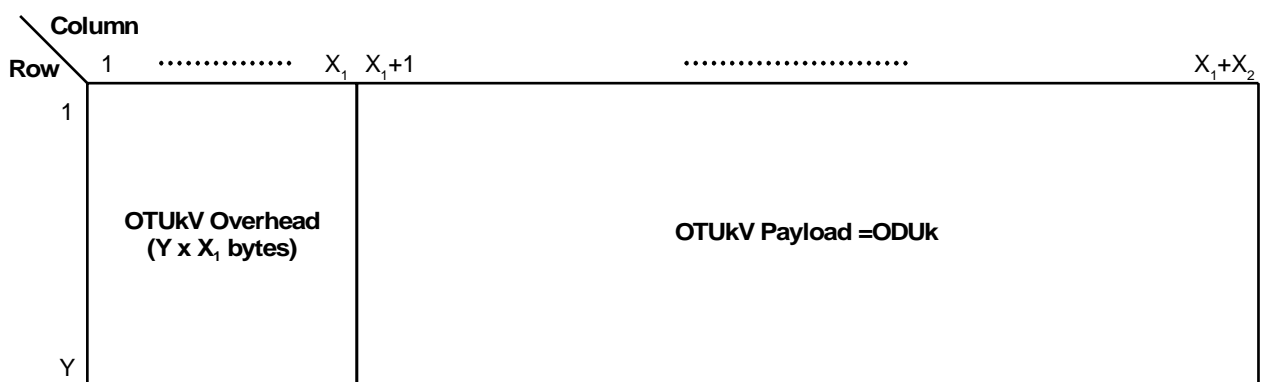 Column
Row 1 ............... X₁ X₁+1 ........................ X₁+X₂
1
OTUkV Overhead
(Y x X₁ bytes)
OTUkV Payload =ODUk
Y